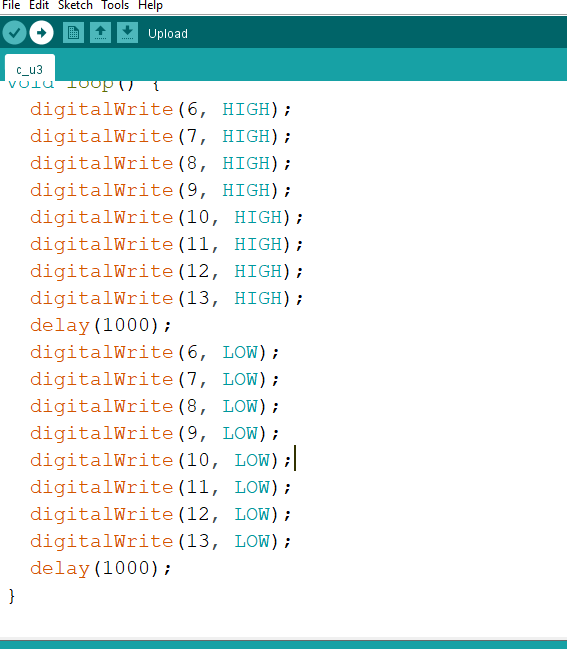 File Edit Sketch Tools Help
Upload
c_u3
void loop() {
digitalWrite(6, HIGH);
digitalWrite(7, HIGH);
digitalWrite(8, HIGH);
digitalWrite(9, HIGH);
digitalWrite(10, HIGH);
digitalWrite(11, HIGH);
digitalWrite(12, HIGH);
digitalWrite(13, HIGH);
delay(1000);
digitalWrite(6, LOW);
digitalWrite(7, LOW);
digitalWrite(8, LOW);
digitalWrite(9, LOW);
digitalWrite(10, LOW);
digitalWrite(11, LOW);
digitalWrite(12, LOW);
digitalWrite(13, LOW);
delay(1000);
}